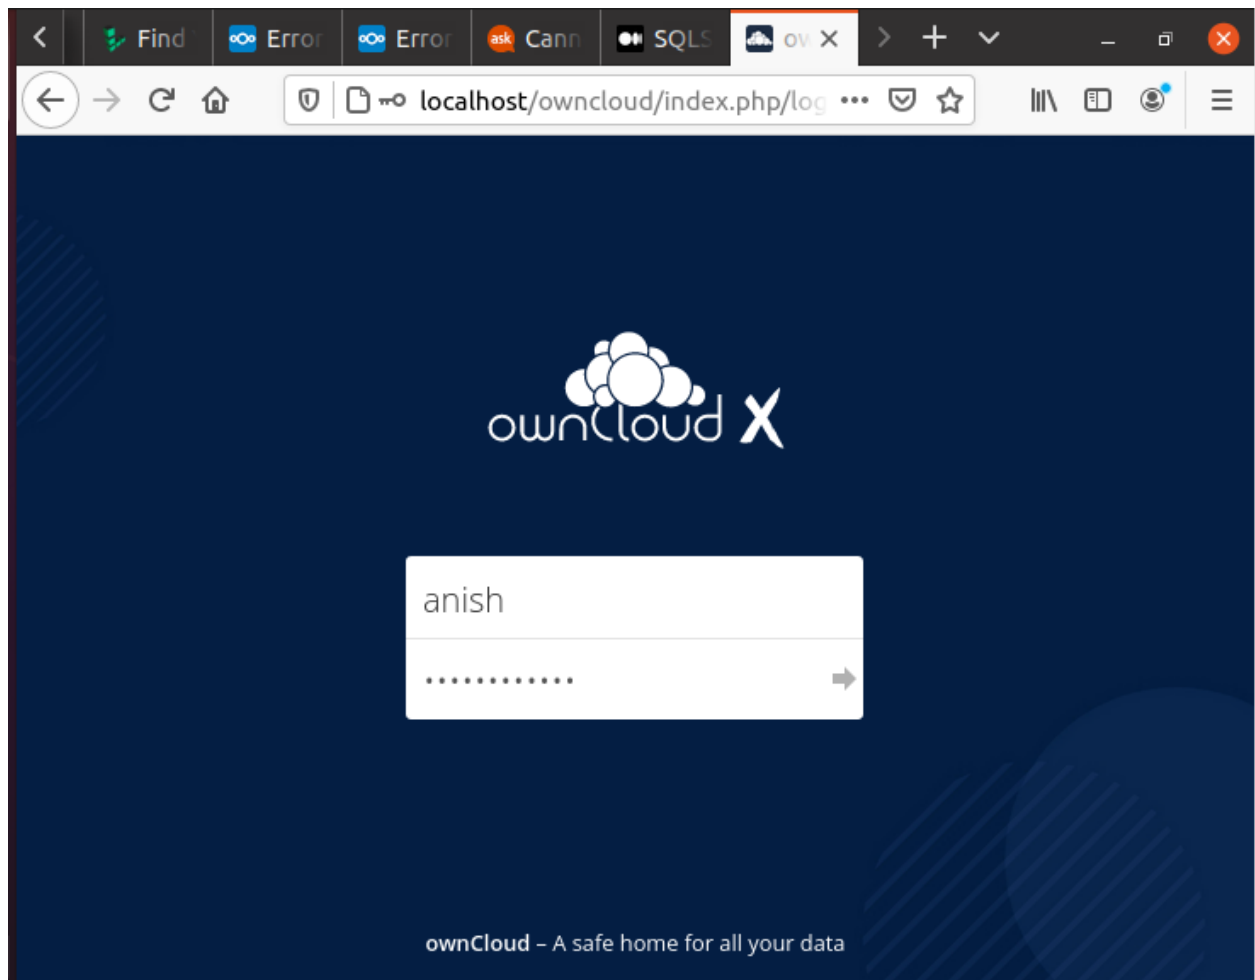 Find
Error
Error
ask
Cann
SQLS
ow
localhost/owncloud/index.php/log
ownCloud X
anish
ownCloud – A safe home for all your data